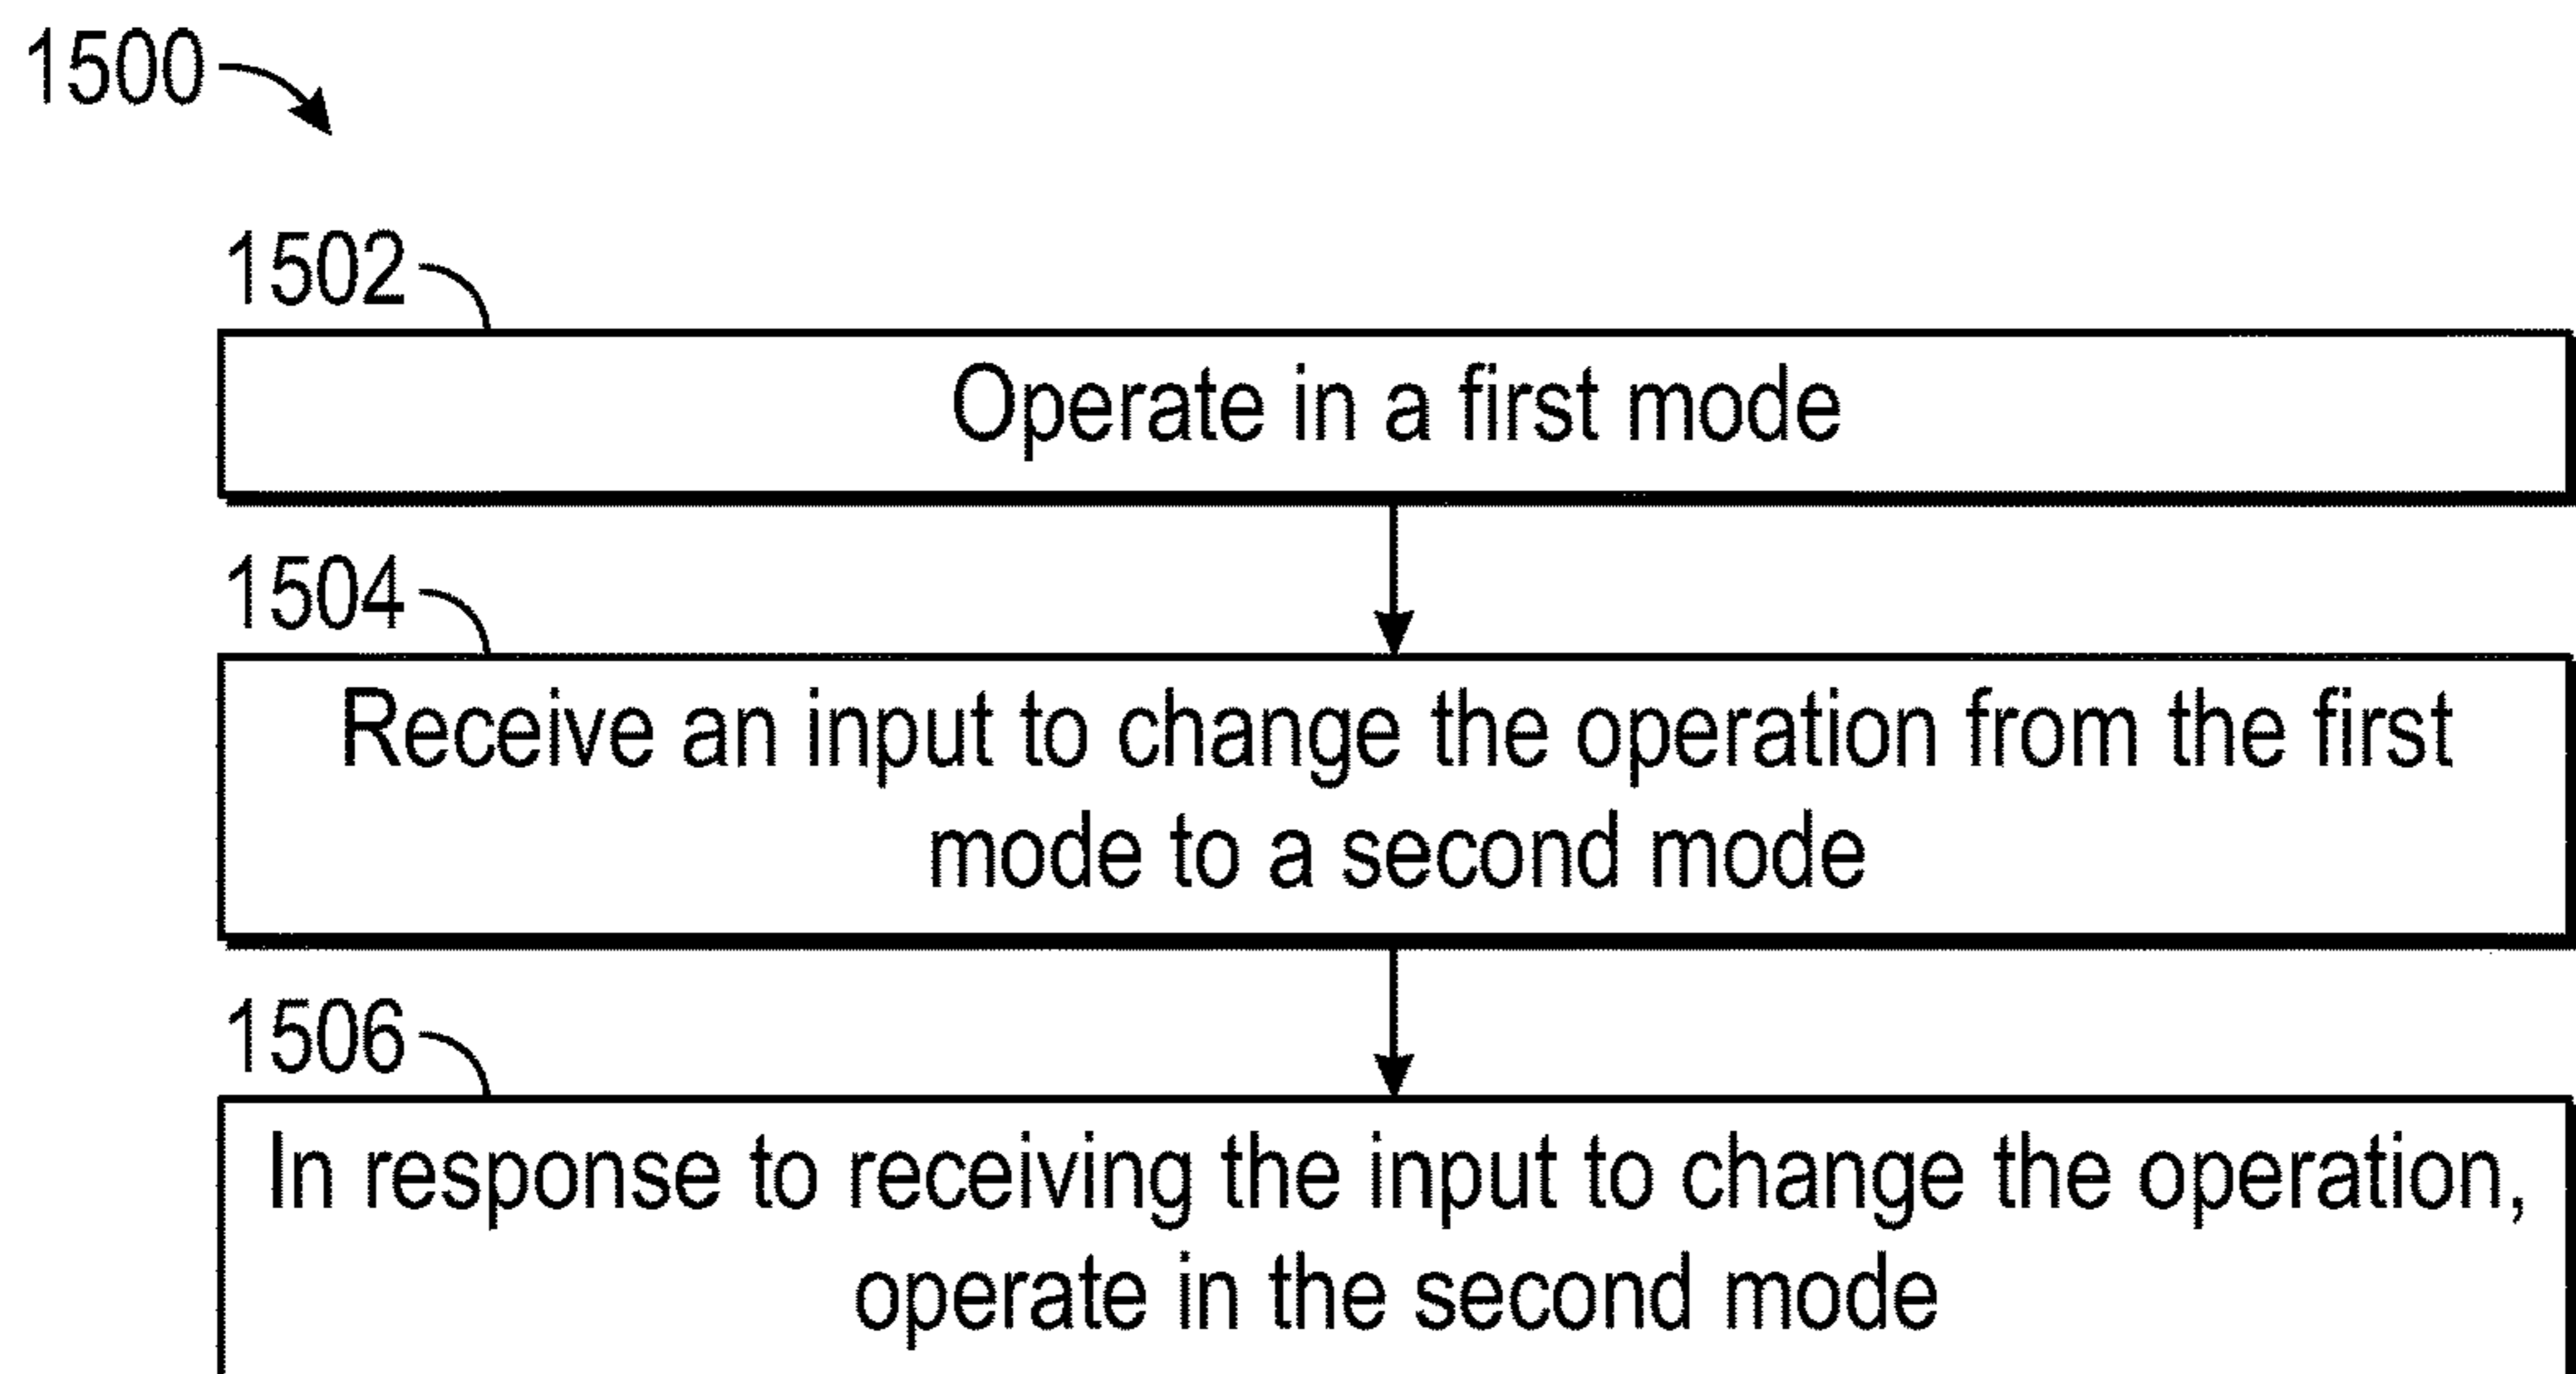 1500
1502
Operate in a first mode
1504
Receive an input to change the operation from the first
mode to a second mode
1506
In response to receiving the input to change the operation,
operate in the second mode